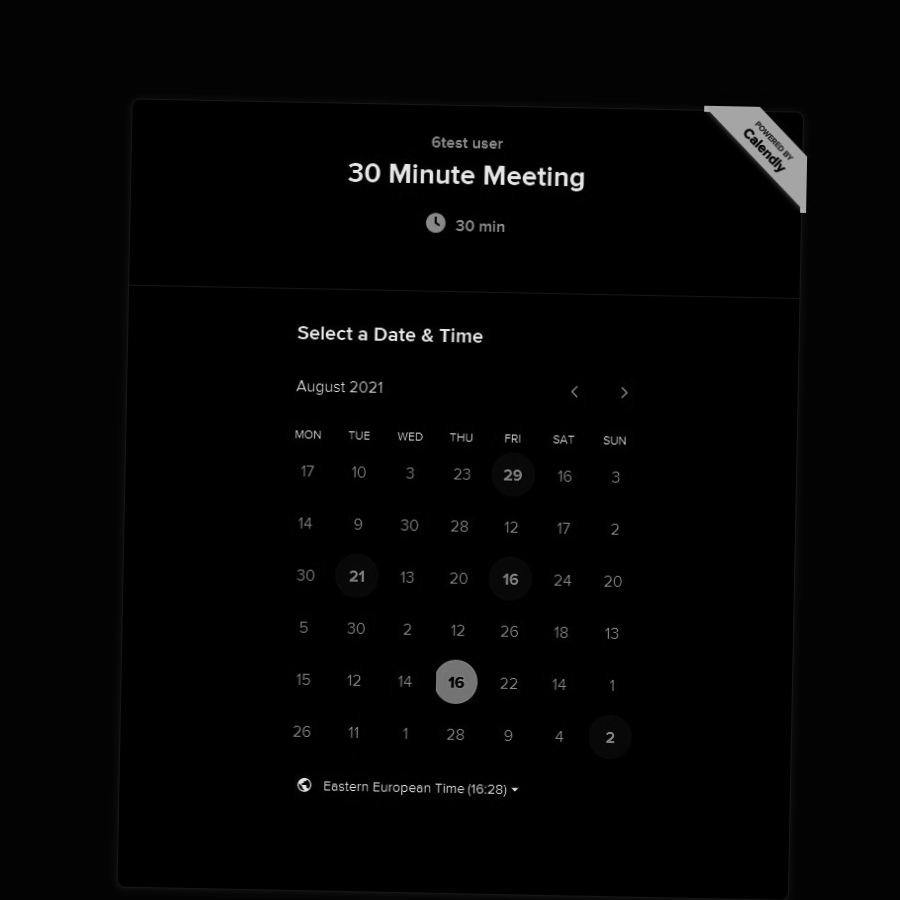 POWERED BY
Calendly
6test user
30 Minute Meeting
30 min
Select a Date & Time
August 2021
MON TUE WED THU FRI SAT SUN
17 10 3 23 29 16 3
14 9 30 28 12 17 2
30 21 13 20 16 24 20
5 30 2 12 26 18 13
15 12 14 16 22 14 1
26 11 1 28 9 4 2
Eastern European Time (16:28)